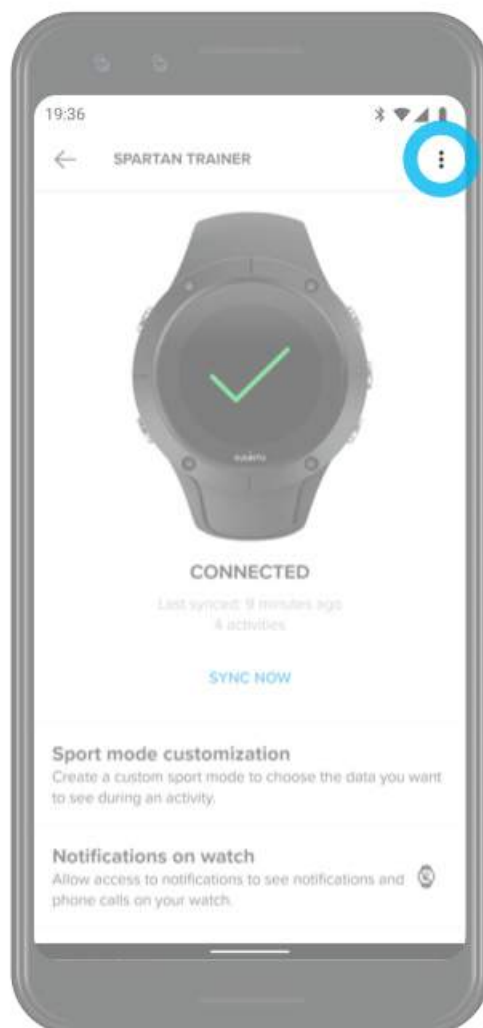 19:36
SPARTAN TRAINER
SUUNTO
CONNECTED
Last synced: 9 minutes ago
4 activities
SYNC NOW
Sport mode customization
Create a custom sport mode to choose the data you want
to see during an activity.
Notifications on watch
Allow access to notifications to see notifications and
phone calls on your watch.